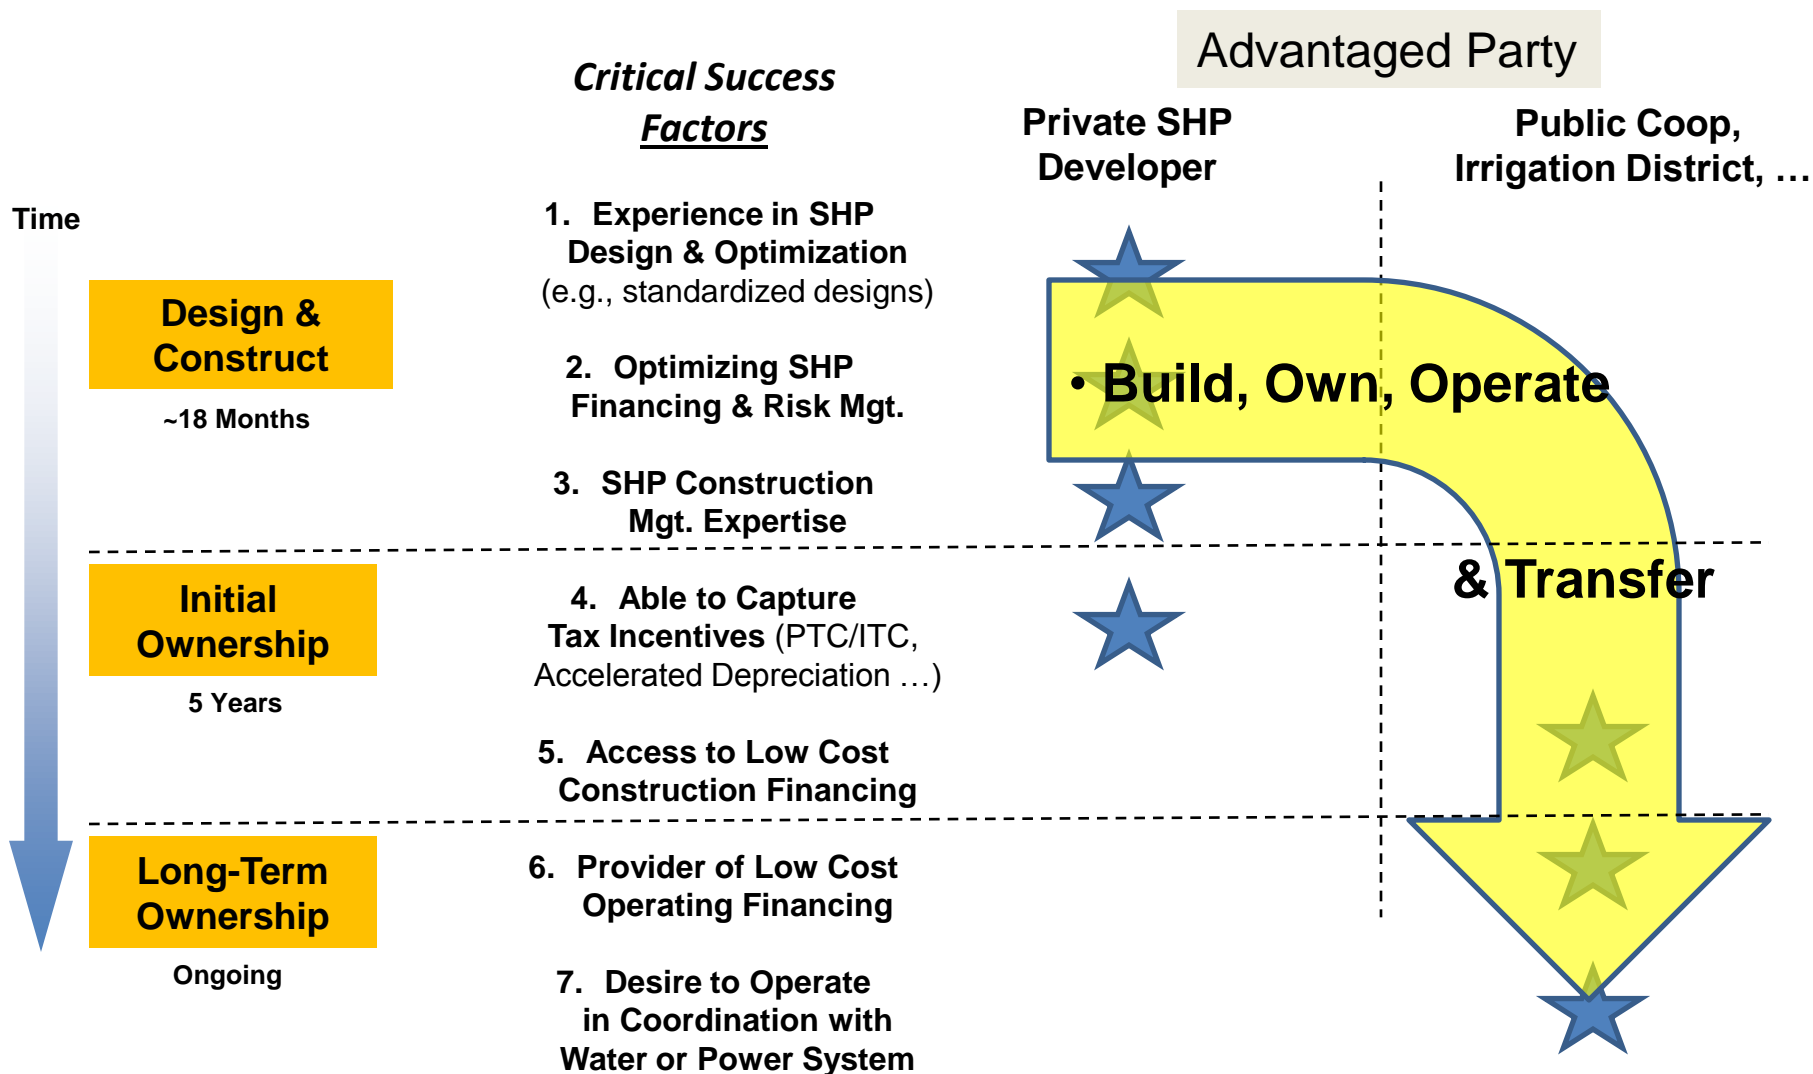 Advantaged Party
Critical Success
Factors
Private SHP
Developer
Public Coop,
Irrigation District, …
Time
1. Experience in SHP
Design & Optimization
(e.g., standardized designs)
Design &
Construct
~18 Months
2. Optimizing SHP
Financing & Risk Mgt.
• Build, Own, Operate
3. SHP Construction
Mgt. Expertise
& Transfer
Initial
Ownership
5 Years
4. Able to Capture
Tax Incentives (PTC/ITC,
Accelerated Depreciation …)
5. Access to Low Cost
Construction Financing
Long-Term
Ownership
Ongoing
6. Provider of Low Cost
Operating Financing
7. Desire to Operate
in Coordination with
Water or Power System